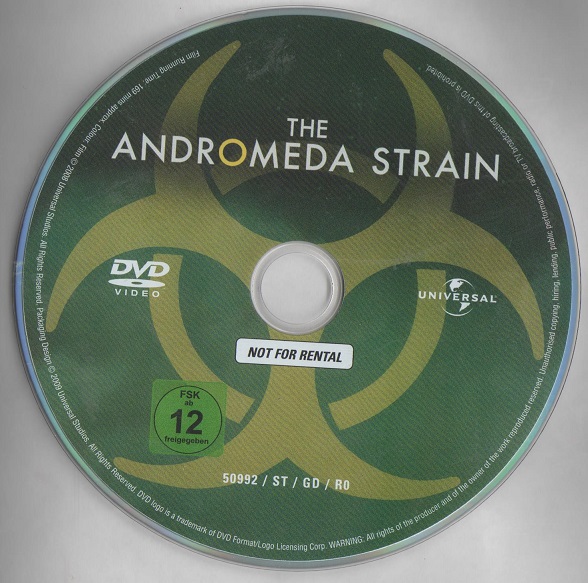 THE
ANDROMEDA STRAIN
DVD
VIDEO
UNIVERSAL
NOT FOR RENTAL
FSK
ab
12
freigegeben
50992 / ST / GD / R0
Film Running Time: 169 mins approx. Colour. Film © 2008 Universal Studios. All Rights Reserved. Packaging Design © 2009 Universal Studios. All Rights Reserved. DVD logo is a trademark of DVD Format/Logo Licensing Corp. WARNING: All rights of the producer and of the owner of the work reproduced reserved. Unauthorised copying, hiring, lending, public performance, radio or TV broadcasting of this DVD is prohibited.